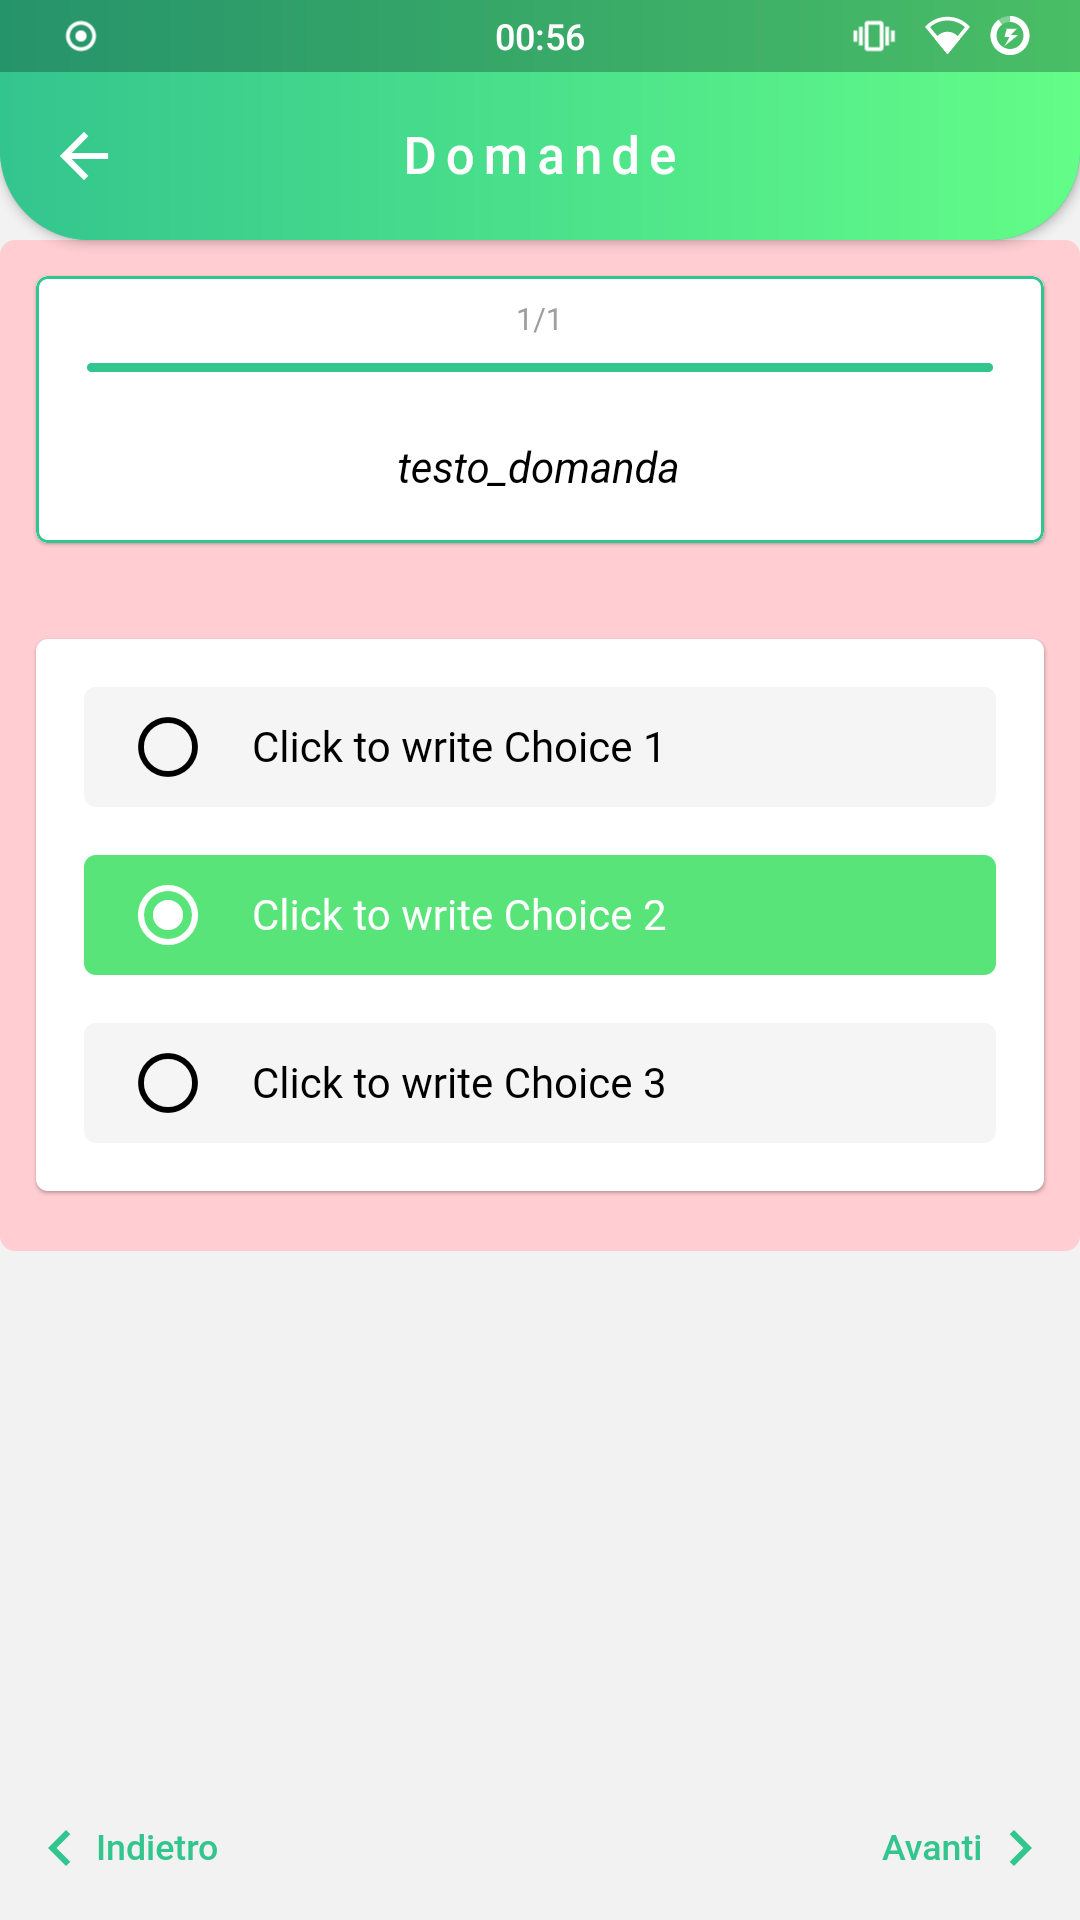 00:56
Domande
1/1
testo_domanda
Click to write Choice 1
Click to write Choice 2
Click to write Choice 3
Indietro
Avanti